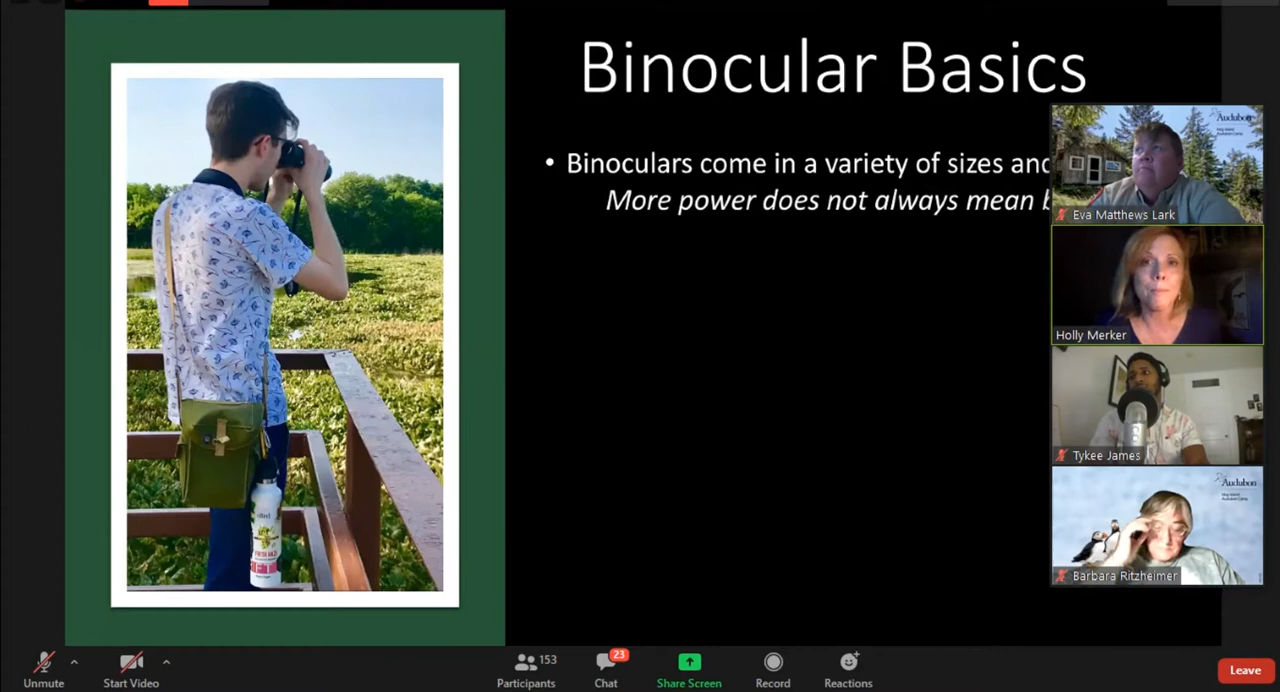 Binocular Basics
• Binoculars come in a variety of sizes and
More power does not always mean
Audubon
Eva Matthews Lark
Holly Merker
Tykee James
Audubon
Barbara Ritzheimer
Unmute
Start Video
153
Participants
23
Chat
Share Screen
Record
Reactions
Leave